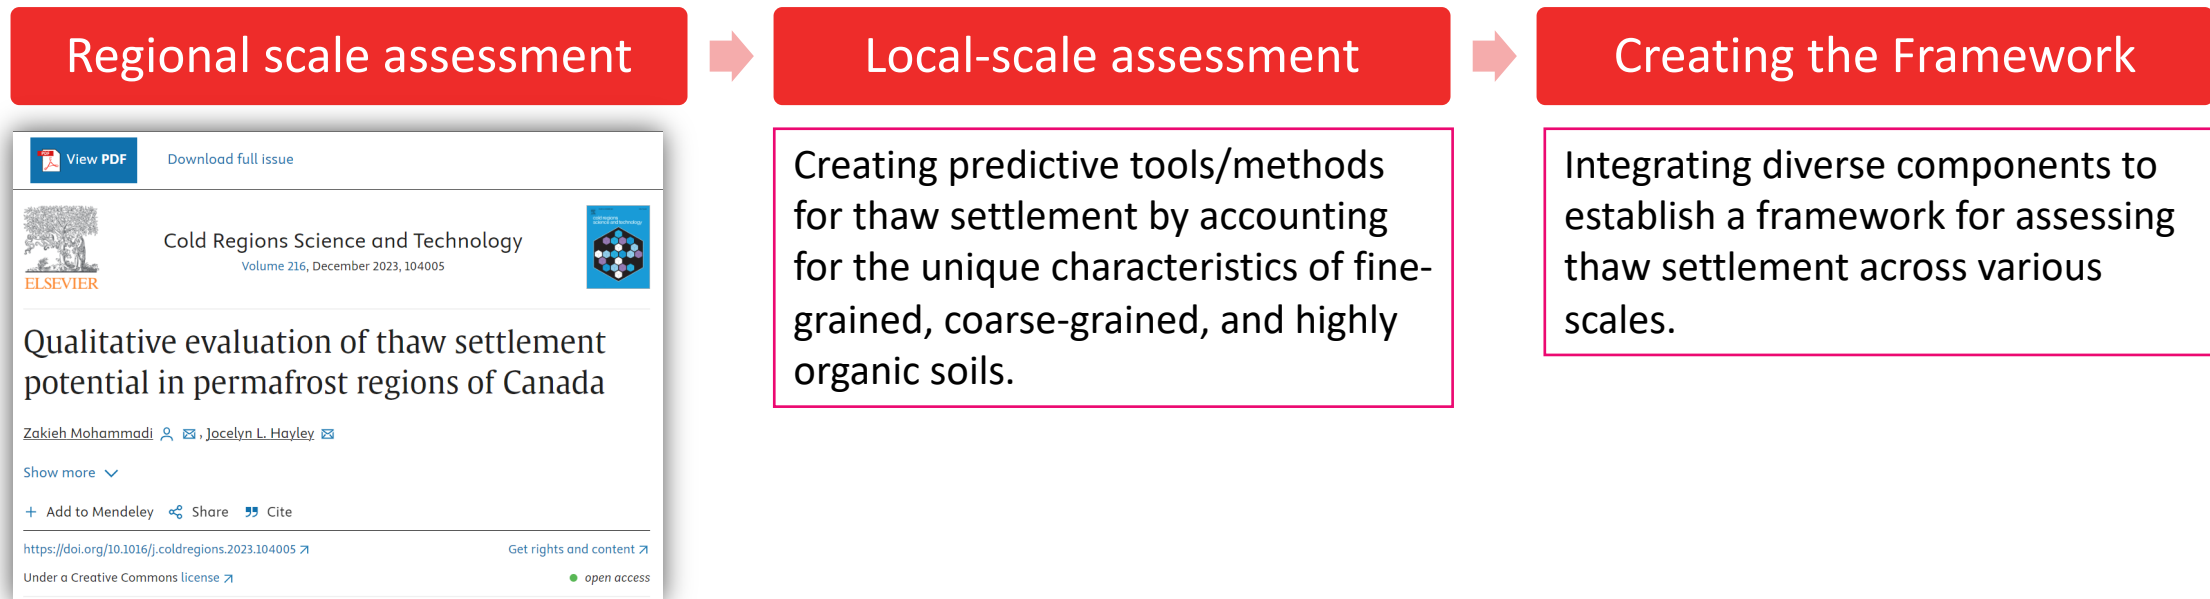 Regional scale assessment
Local-scale assessment
Creating the Framework
View PDF
Download full issue
ELSEVIER
Cold Regions Science and Technology
Volume 216, December 2023, 104005
Qualitative evaluation of thaw settlement
potential in permafrost regions of Canada
Zakieh Mohammadi , Jocelyn L. Hayley
Show more
+ Add to Mendeley Share Cite
https://doi.org/10.1016/j.coldregions.2023.104005
Get rights and content
Under a Creative Commons license
open access
Creating predictive tools/methods
for thaw settlement by accounting
for the unique characteristics of fine-
grained, coarse-grained, and highly
organic soils.
Integrating diverse components to
establish a framework for assessing
thaw settlement across various
scales.